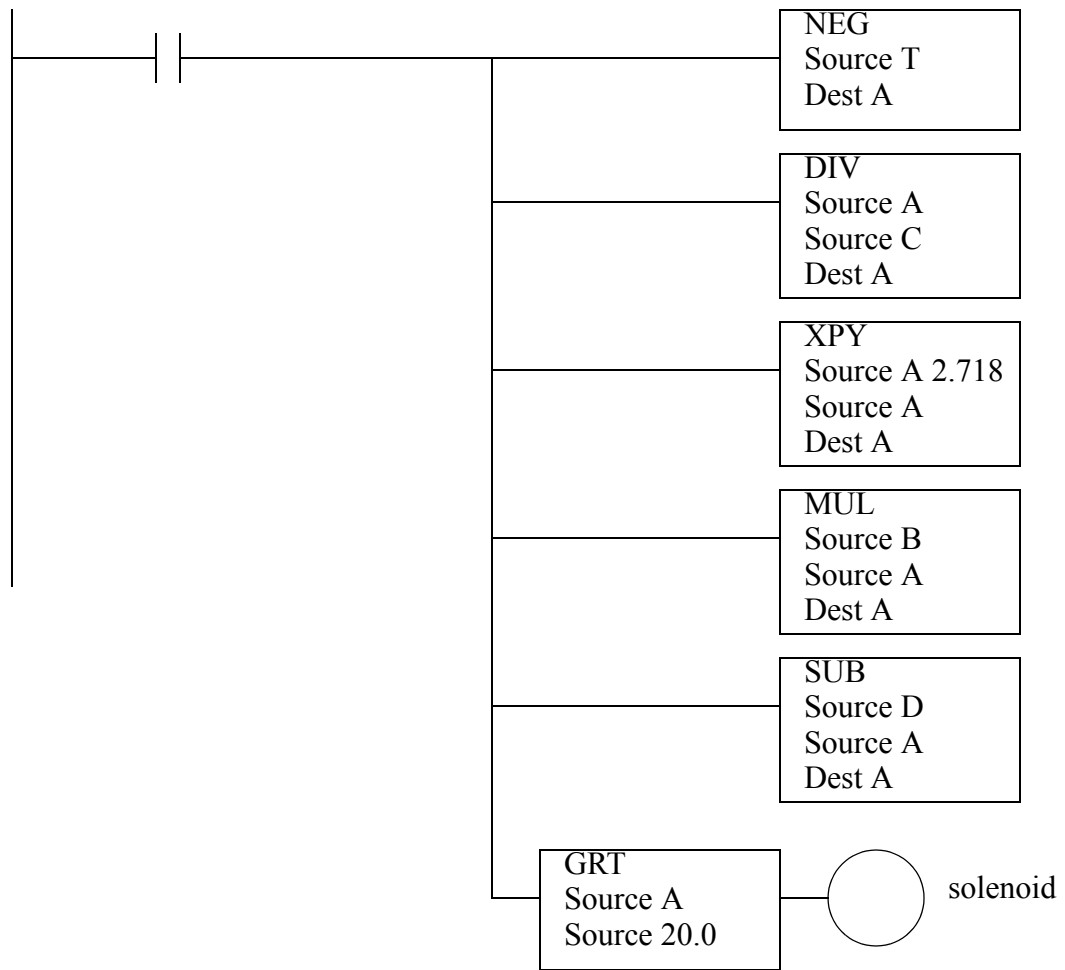 NEG
Source T
Dest A
DIV
Source A
Source C
Dest A
XPY
Source A 2.718
Source A
Dest A
MUL
Source B
Source A
Dest A
SUB
Source D
Source A
Dest A
GRT
Source A
Source 20.0
solenoid